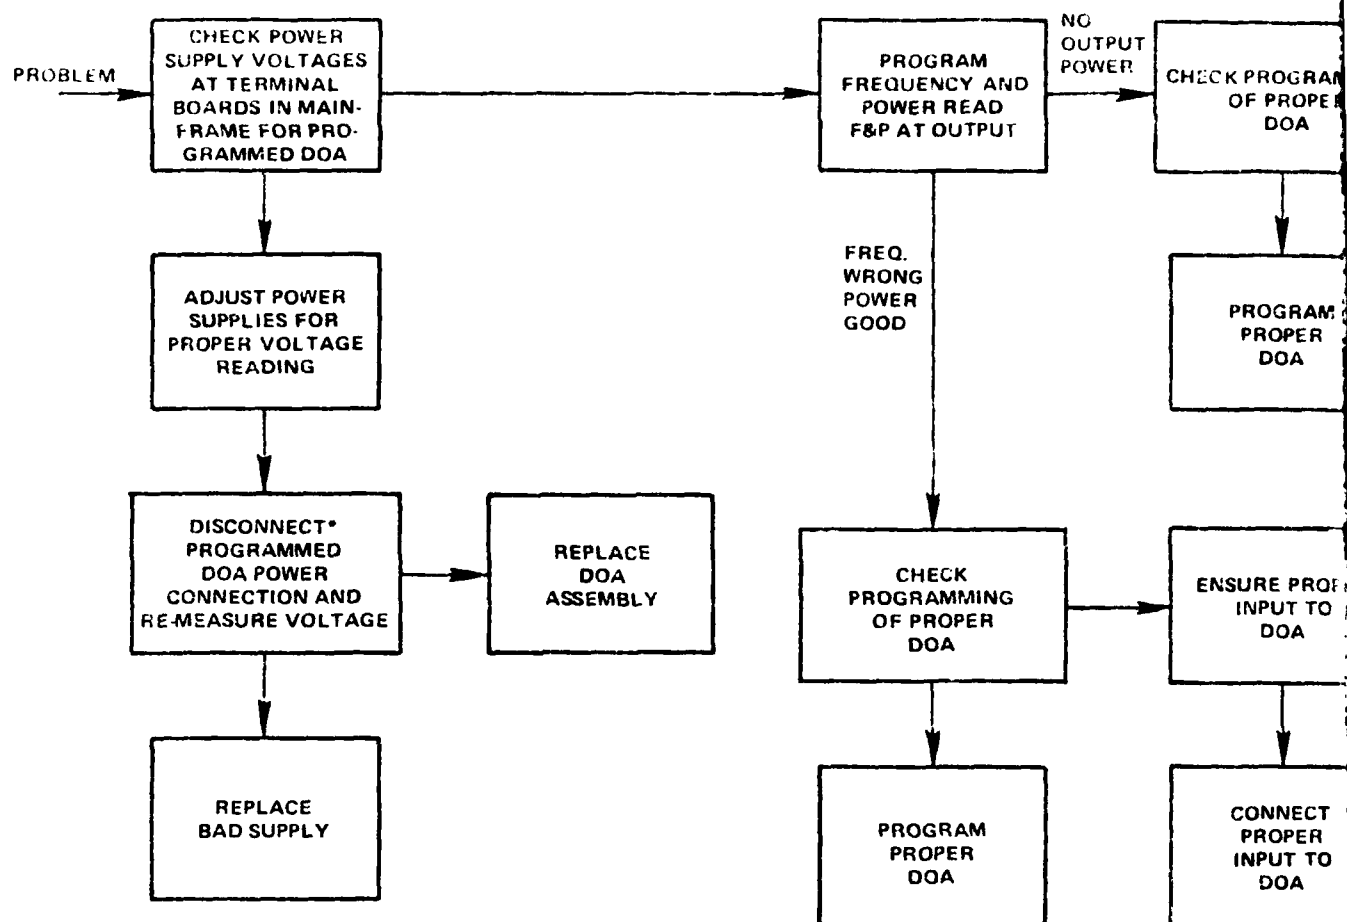 PROBLEM
CHECK POWER
SUPPLY VOLTAGES
AT TERMINAL
BOARDS IN MAIN-
FRAME FOR PRO-
GRAMMED DOA
PROGRAM
FREQUENCY AND
POWER READ
F&P AT OUTPUT
NO
OUTPUT
POWER
CHECK
OF
DOA
ADJUST POWER
SUPPLIES FOR
PROPER VOLTAGE
READING
FREQ.
WRONG
POWER
GOOD
PROGRAM
PROPER
DOA
DISCONNECT*
PROGRAMMED
DOA POWER
CONNECTION AND
RE-MEASURE VOLTAGE
REPLACE
DOA
ASSEMBLY
CHECK
PROGRAMMING
OF PROPER
DOA
ENSURE
INPUT TO
DOA
REPLACE
BAD SUPPLY
PROGRAM
PROPER
DOA
CONNECT
PROPER
INPUT TO
DOA